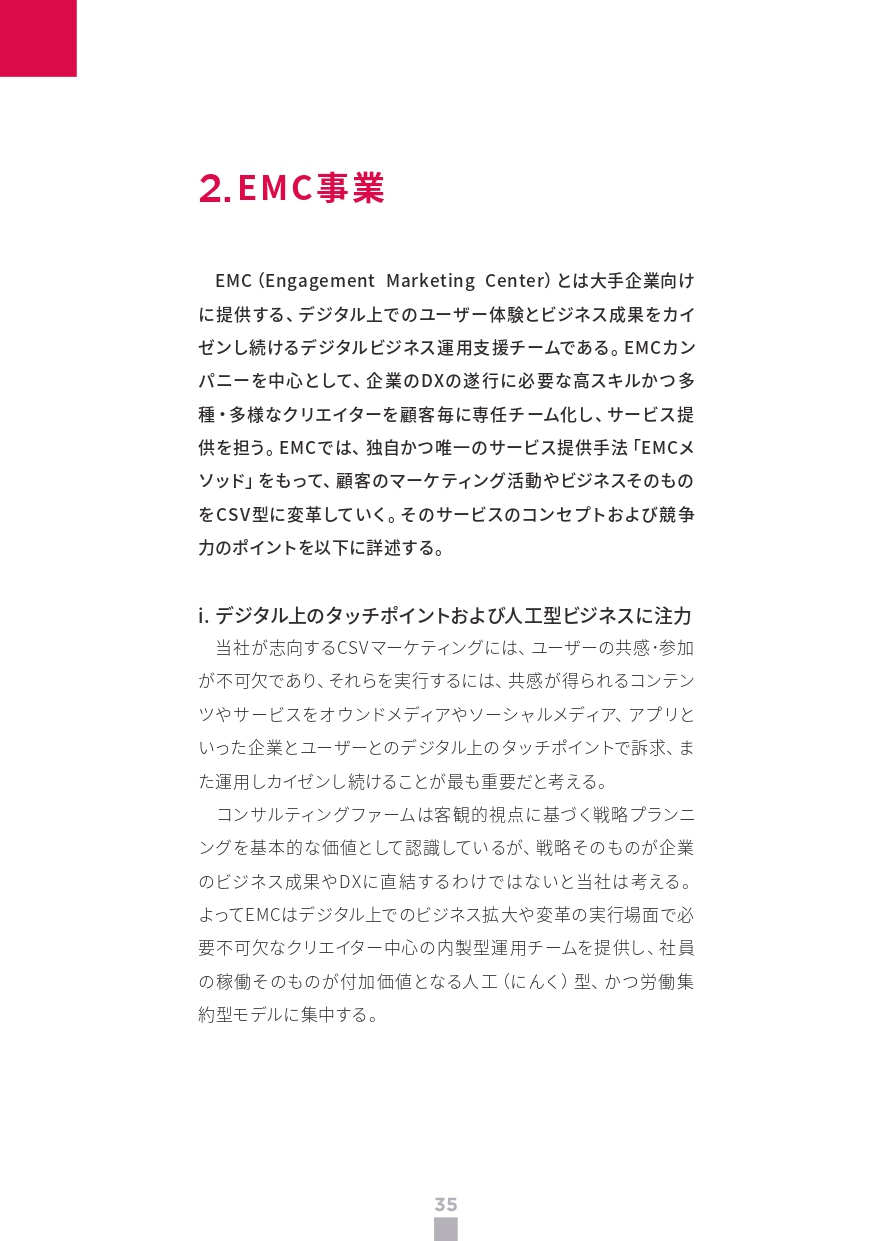 2.EMC事業
EMC(Engagement Marketing Center)とは大手企業向け
に提供する、デジタル上でのユーザー体験とビジネス成果をカイ
ゼンし続けるデジタルビジネス運用支援チームである。EMCカン
パニーを中心として、企業のDXの遂行に必要な高スキルかつ多
種・多様なクリエイターを顧客毎に専任チーム化し、サービス提
供を担う。EMCでは、独自かつ唯一のサービス提供手法「EMCメ
ソッド」をもって、顧客のマーケティング活動やビジネスそのもの
をCSV型に変革していく。そのサービスのコンセプトおよび競争
力のポイントを以下に詳述する。
i. デジタル上のタッチポイントおよび人工型ビジネスに注力
当社が志向するCSVマーケティングには、ユーザーの共感・参加
が不可欠であり、それらを実行するには、共感が得られるコンテン
ツやサービスをオウンドメディアやソーシャルメディア、アプリと
いった企業とユーザーとのデジタル上のタッチポイントで訴求、ま
た運用しカイゼンし続けることが最も重要だと考える。
コンサルティングファームは客観的視点に基づく戦略プランニ
ングを基本的な価値として認識しているが、戦略そのものが企業
のビジネス成果やDXに直結するわけではないと当社は考える。
よってEMCはデジタル上でのビジネス拡大や変革の実行場面で必
要不可欠なクリエイター中心の内製型運用チームを提供し、社員
の稼働そのものが付加価値となる人工(にんく)型、かつ労働集
約型モデルに集中する。
35